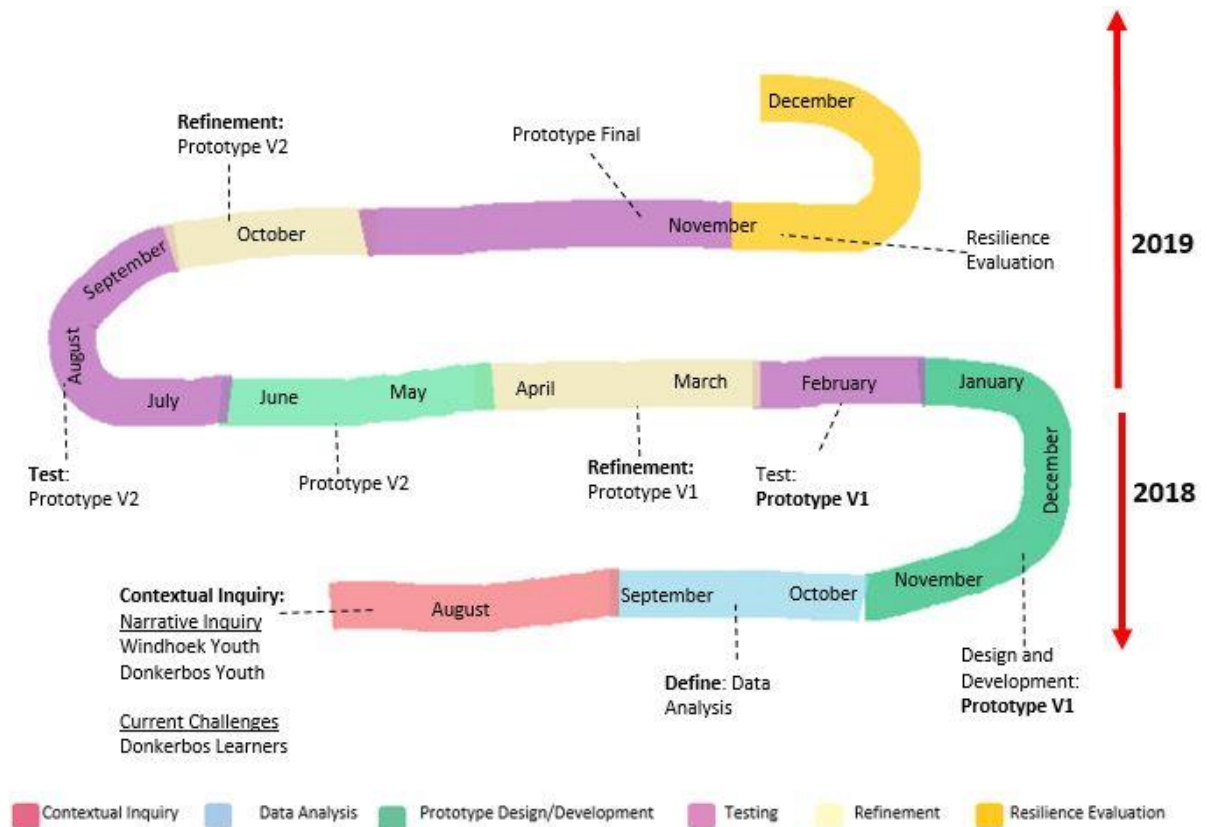 December
Refinement:
Prototype V2
Prototype Final
October
November
September
Resilience
Evaluation
2019
August
July
June
May
April
March
February
January
December
Test:
Prototype V2
Prototype V2
Refinement:
Prototype V1
Test:
Prototype V1
2018
Contextual Inquiry:
Narrative Inquiry
Windhoek Youth
Donkerbos Youth
Current Challenges
Donkerbos Learners
August
September
October
November
Define: Data
Analysis
Design and
Development:
Prototype V1
Contextual Inquiry
Data Analysis
Prototype Design/Development
Testing
Refinement
Resilience Evaluation